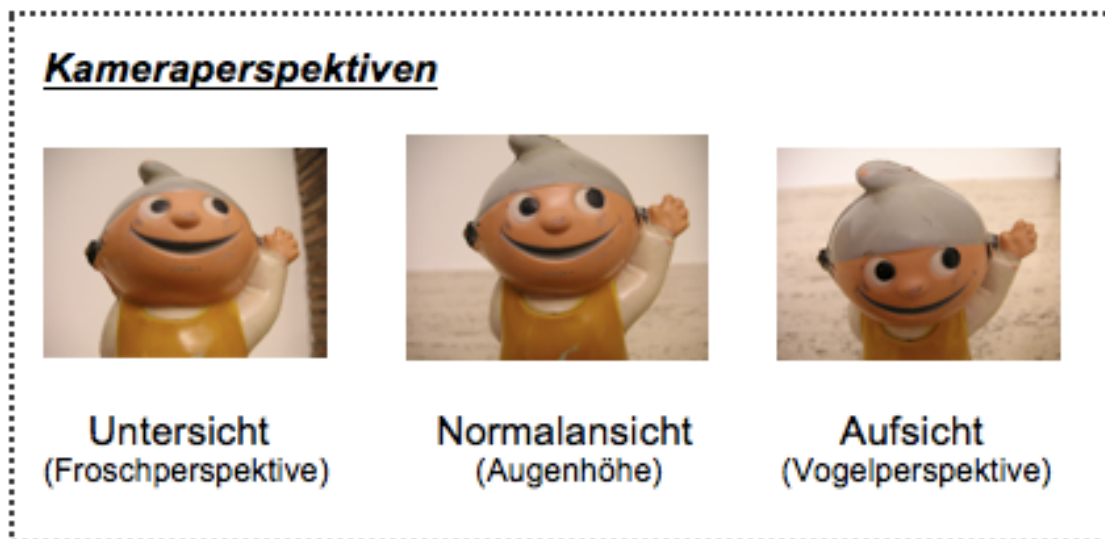 Kameraperspektiven
Untersicht
(Froschperspektive)
Normalansicht
(Augenhöhe)
Aufsicht
(Vogelperspektive)